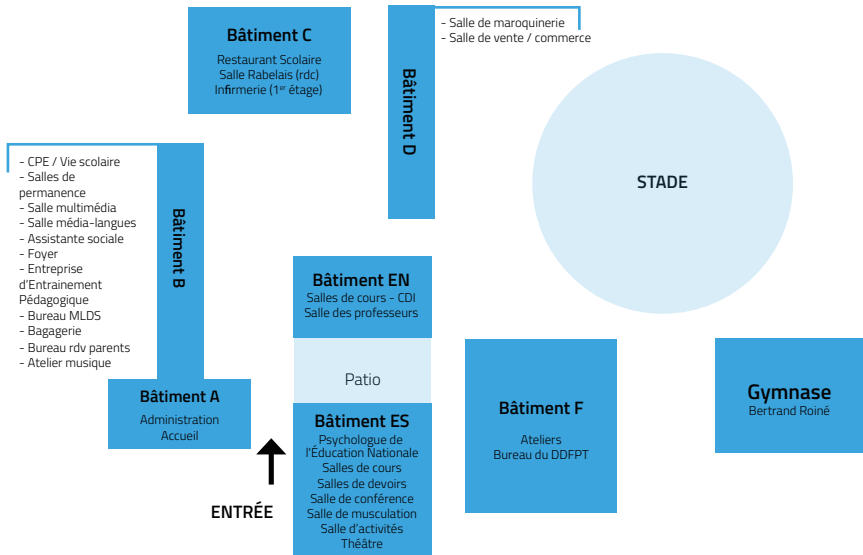 Bâtiment C
Restaurant Scolaire
Salle Rabelais (rdc)
Infirmerie (1er étage)
Bâtiment D
- Salle de maroquinerie
- Salle de vente / commerce
STADE
- CPE / Vie scolaire
- Salles de
permanence
- Salle multimédia
- Salle média-langues
- Assistante sociale
- Foyer
- Entreprise
d'Entrainement
Pédagogique
- Bureau MLDS
- Bagagerie
- Bureau rdv parents
- Atelier musique
Bâtiment B
Bâtiment EN
Salles de cours - CDI
Salle des professeurs
Patio
Bâtiment A
Administration
Accueil
ENTRÉE
Bâtiment ES
Psychologue de
l'Éducation Nationale
Salles de cours
Salles de devoirs
Salle de conférence
Salle de musculation
Salle d'activités
Théâtre
Bâtiment F
Ateliers
Bureau du DDFPT
Gymnase
Bertrand Roiné